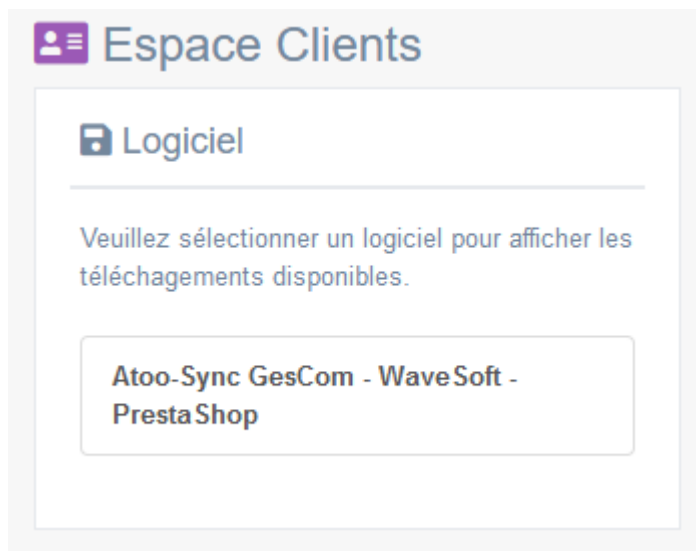 Espace Clients
Logiciel
Veuillez sélectionner un logiciel pour afficher les
téléchagements disponibles.
Atoo-Sync GesCom - WaveSoft -
PrestaShop